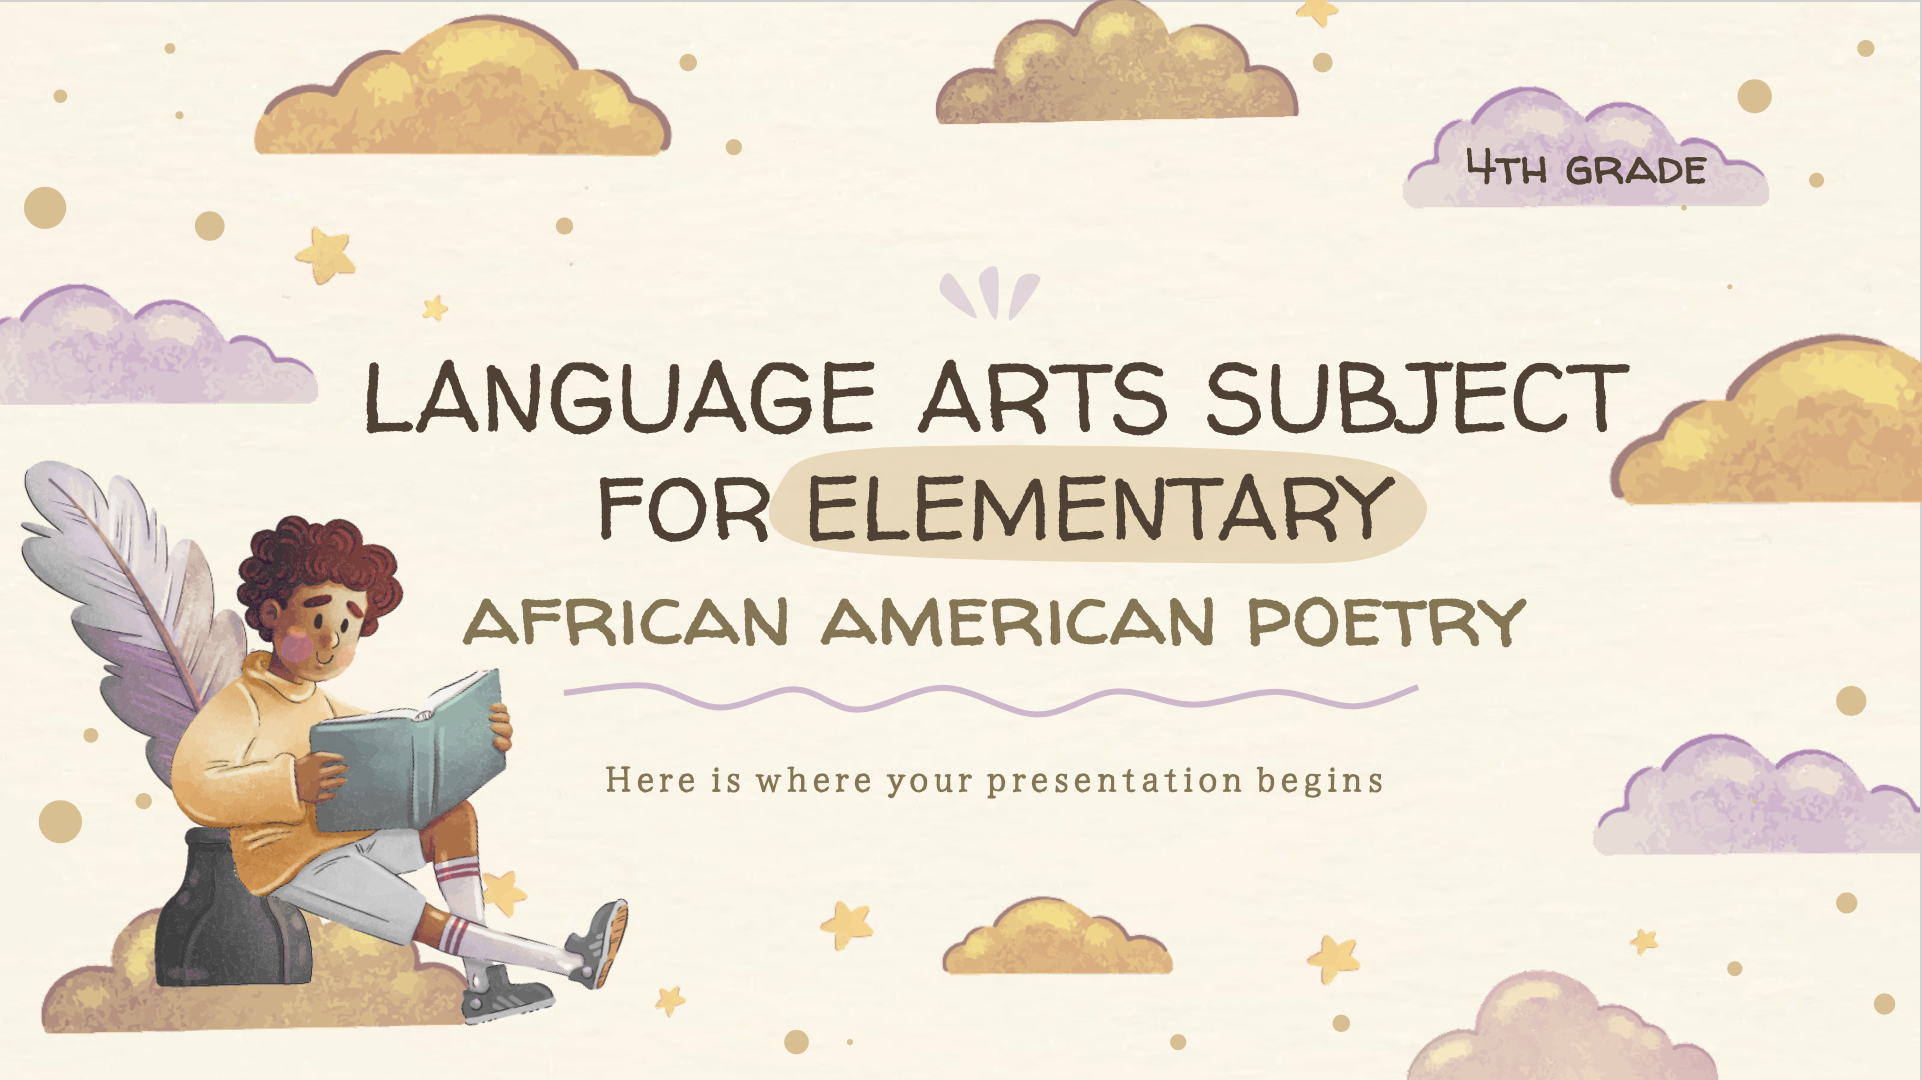 4TH GRADE
LANGUAGE ARTS SUBJECT
FOR ELEMENTARY
AFRICAN AMERICAN POETRY
Here is where your presentation begins